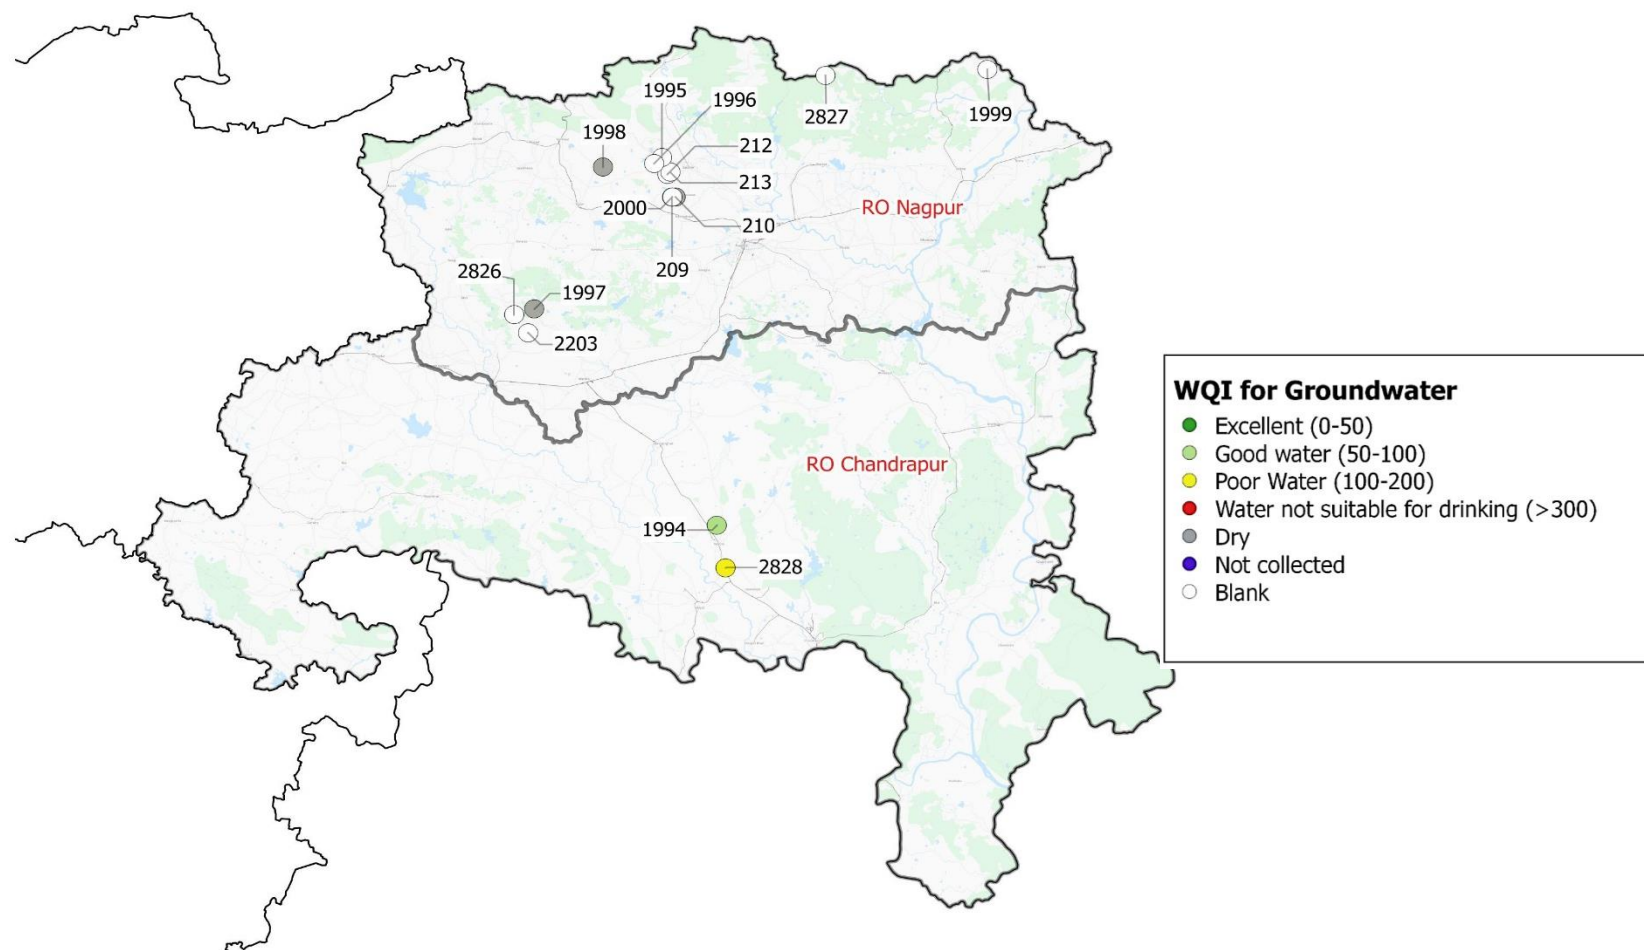 1995
1996
2827
1999
1998
212
213
2000
RO Nagpur
210
209
2826
1997
2203
WQI for Groundwater
Excellent (0-50)
Good water (50-100)
Poor Water (100-200)
Water not suitable for drinking (>300)
Dry
Not collected
Blank
RO Chandrapur
1994
2828